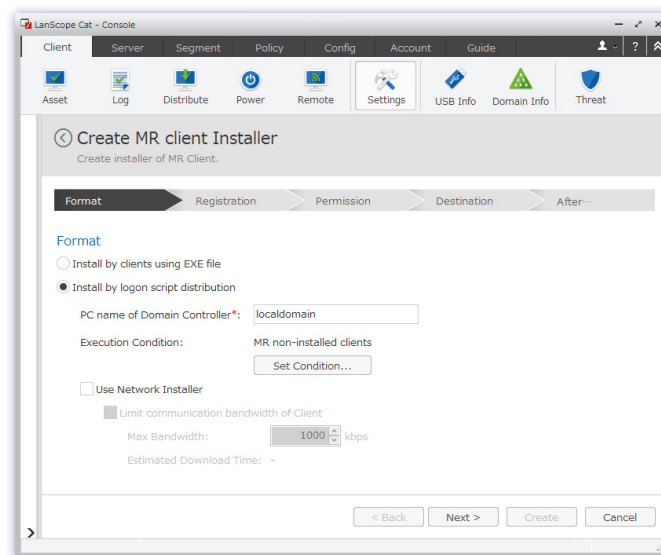 LanScope Cat - Console
Client Server Segment Policy Config Account Guide ?
Asset Log Distribute Power Remote Settings USB Info Domain Info Threat
Create MR client Installer
Create installer of MR Client.
Format Registration Permission Destination After…
Format
Install by clients using EXE file
Install by logon script distribution
PC name of Domain Controller*: localdomain
Execution Condition: MR non-installed clients
Set Condition...
Use Network Installer
Limit communication bandwidth of Client
Max Bandwidth: 1000 kbps
Estimated Download Time: -
< Back Next > Create Cancel